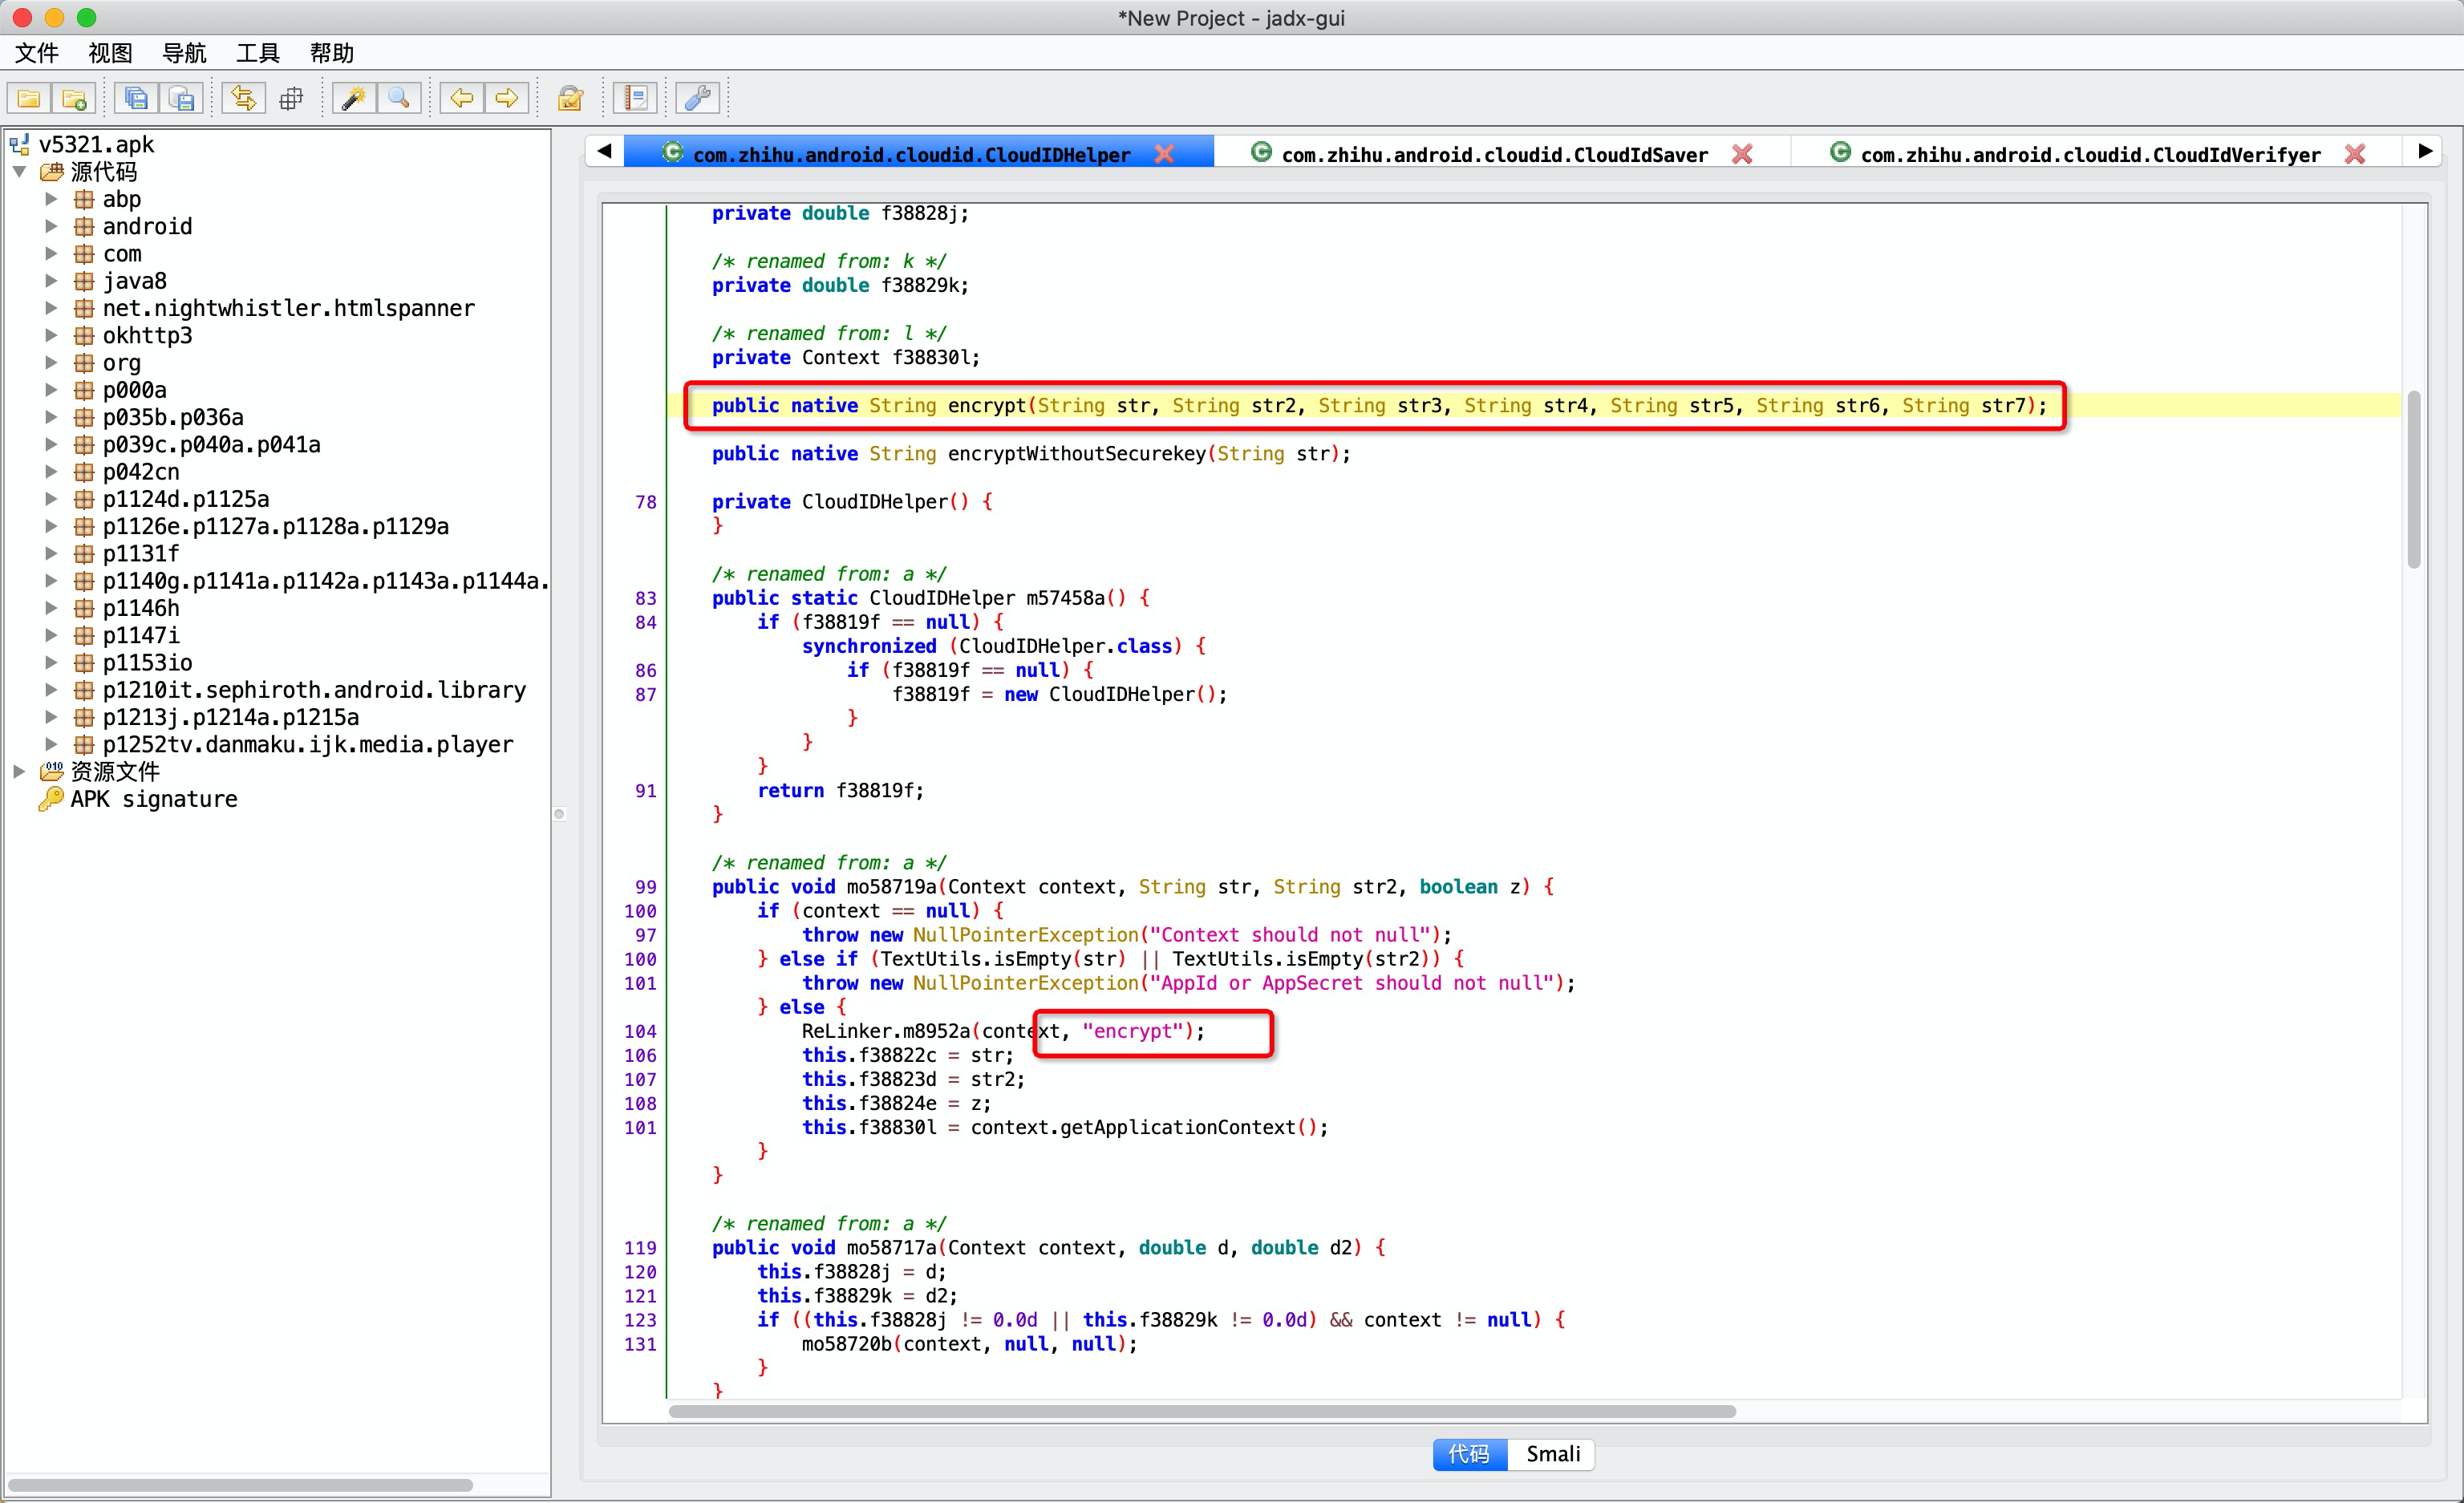 *New Project - jadx-gui
文件 视图 导航 工具 帮助
v5321.apk
源代码
abp
android
com
java8
net.nightwhistler.htmlspanner
okhttp3
org
p000a
p035b.p036a
p039c.p040a.p041a
p042cn
p1124d.p1125a
p1126e.p1127a.p1128a.p1129a
p1131f
p1140g.p1141a.p1142a.p1143a.p1144a.
p1146h
p1147i
p1153io
p1210it.sephiroth.android.library
p1213j.p1214a.p1215a
p1252tv.danmaku.ijk.media.player
资源文件
APK signature
com.zhihu.android.cloudid.CloudIDHelper com.zhihu.android.cloudid.CloudIdSaver com.zhihu.android.cloudid.CloudIdVerifyer
private double f38828j;
/* renamed from: k */
private double f38829k;
/* renamed from: l */
private Context f38830l;
public native String encrypt(String str, String str2, String str3, String str4, String str5, String str6, String str7);
public native String encryptWithoutSecurekey(String str);
78 private CloudIDHelper() {
}
/* renamed from: a */
83 public static CloudIDHelper m57458a() {
84 if (f38819f == null) {
synchronized (CloudIDHelper.class) {
86 if (f38819f == null) {
87 f38819f = new CloudIDHelper();
}
}
}
91 return f38819f;
}
/* renamed from: a */
99 public void mo58719a(Context context, String str, String str2, boolean z) {
100 if (context == null) {
97 throw new NullPointerException("Context should not null");
100 } else if (TextUtils.isEmpty(str) || TextUtils.isEmpty(str2)) {
101 throw new NullPointerException("AppId or AppSecret should not null");
} else {
104 ReLinker.m8952a(context, "encrypt");
106 this.f38822c = str;
107 this.f38823d = str2;
108 this.f38824e = z;
101 this.f38830l = context.getApplicationContext();
}
}
/* renamed from: a */
119 public void mo58717a(Context context, double d, double d2) {
120 this.f38828j = d;
121 this.f38829k = d2;
123 if ((this.f38828j != 0.0d || this.f38829k != 0.0d) && context != null) {
131 mo58720b(context, null, null);
}
}
代码 Smali